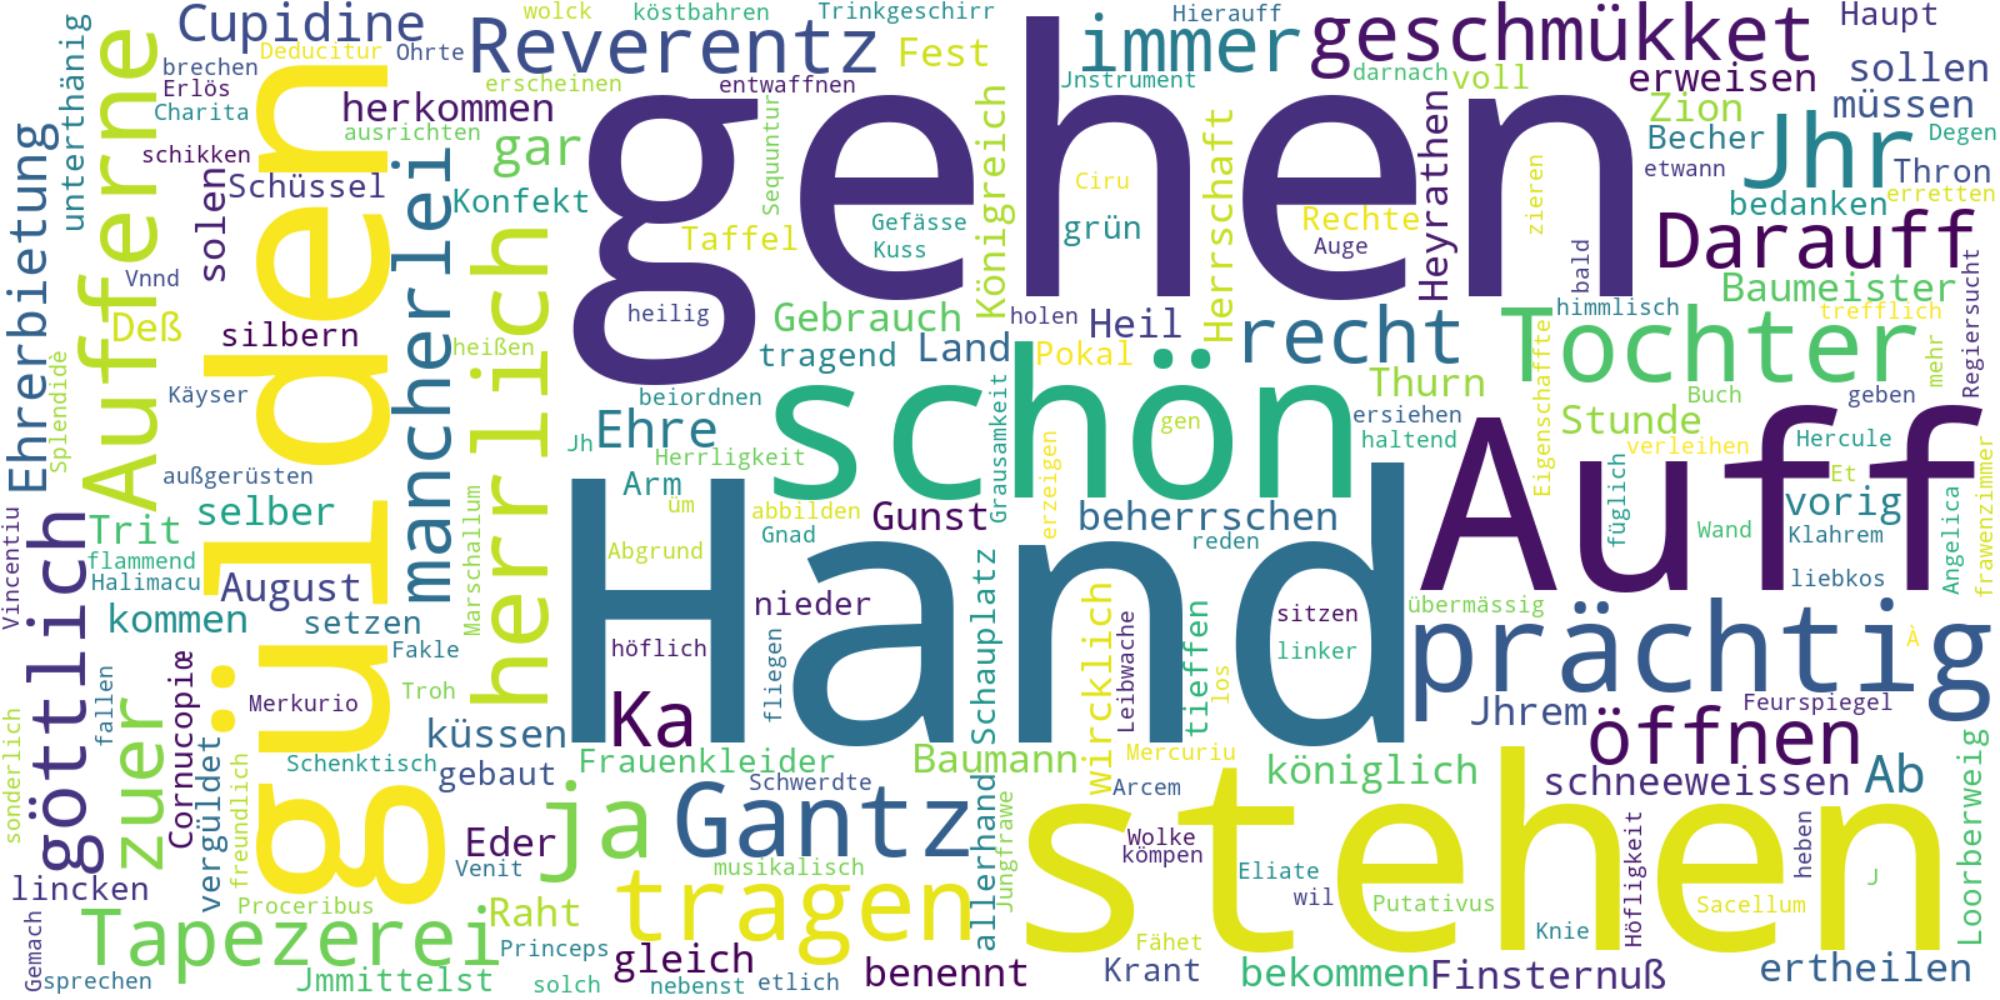 wolck
köstbahren
Trinkgeschirr
Hierauff
Haupt
Cupidine
Reverentz
Fest
immer
geschmükket
Deducitur
Ohrte
unterthänig
Aufferne
brechen
Erlös
Charita
erscheinen
entwaffnen
Jnstrument
darnach
voll
erweisen
sollen
müssen
herkommen
ausrichten
gar
gehen
Zion
Becher
Jhr
Degen
schikken
Schüssel
solen
Konfekt
Sequuntur
Königreich
Ciru
Herrschaft
Heyrathen
zieren
etwann
Thron
erretten
bedanken
Ehrerbietung
gülden
mancherlei
herrlich
Taffel
Gefässe
Kuss
grün
Rechte
Auge
bald
Darauff
Vnnd
Deß
silbern
heilig
Gebrauch
holen
Heil
himmlisch
Baumeister
trefflich
Regiersucht
heißen
tragend
Land
Pokal
recht
Tochter
mehr
Splendidè
Käyser
beiordnen
schön
Thurn
Eigenschaffte
Buch
geben
Jh
Ehre
Grausamkeit
gen
ersiehen
haltend
Stunde
verleihen
Hercule
Herrligkeit
erzeigen
Auff
Et
frawenzimmer
außgerüsten
Arm
üm
abbilden
Gunst
beherrschen
füglich
vorig
selber
Trit
Marschallum
Gnad
reden
Wand
Klahrem
Angelica
Vincentiu
göttlich
flammend
Halimacu
August
Abgrund
Hand
liebkos
kommen
setzen
nieder
Schauplatz
wircklich
Leibwache
tieffen
sitzen
übermässig
prächtig
Fakle
höflich
fliegen
linker
À
fallen
zuer
Cornucopiæ
Merkurio
Troh
Ka
los
Jhrem
Feurspiegel
sonderlich
vergüldet
freundlich
küssen
öffnen
Schenktisch
gebaut
Frauenkleider
Baumann
Mercuriu
königlich
schneeweissen
Ab
Loorberweig
Schwerdte
Arcem
stehen
ja
Gantz
allerhand
Jungfrawe
Eder
Wolke
kömpen
Höfligkeit
heben
Venit
musikalisch
Eliate
J
lincken
wil
Putativus
Sacellum
Proceribus
Raht
tragen
Gemach
Tapezerei
Princeps
Fähet
Knie
gleich
sprechen
Jmmittelst
solch
nebenst
etlich
benennt
Krant
bekommen
Finsternuß
ertheilen